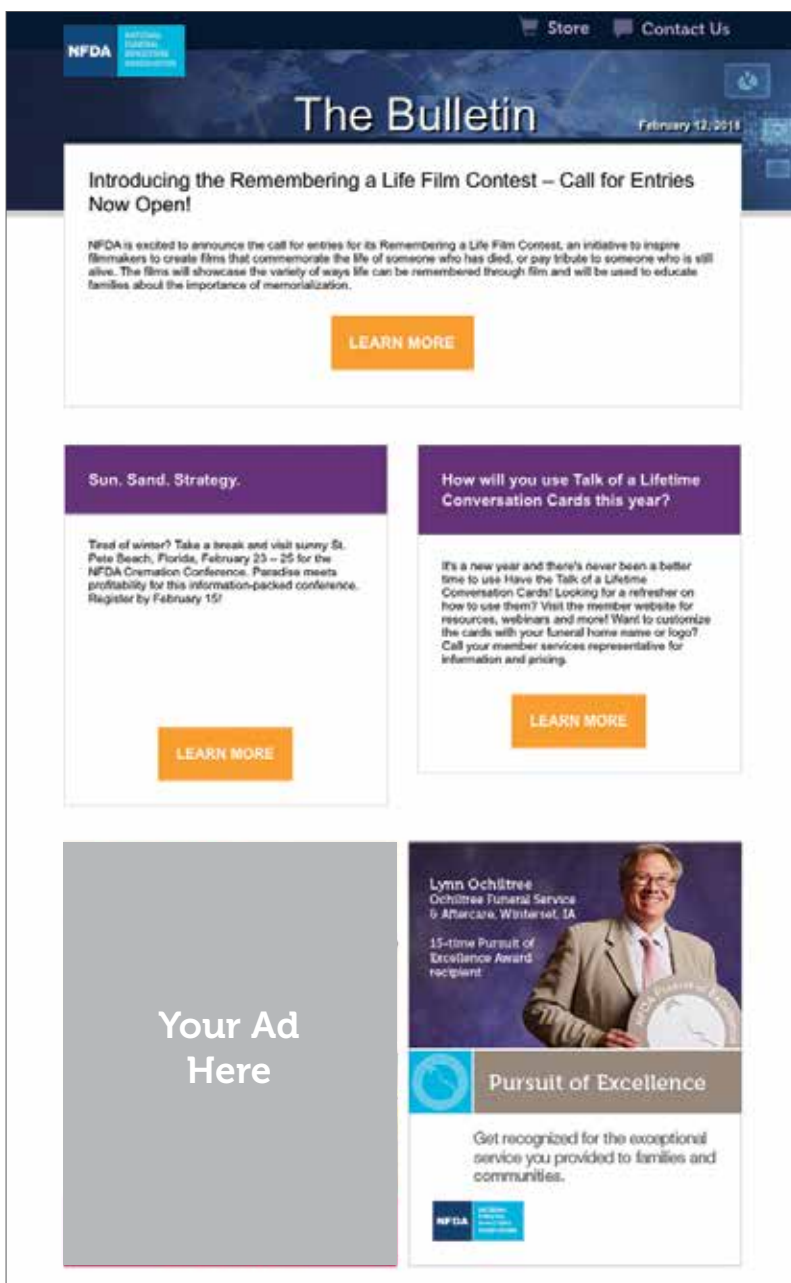 Store Contact Us
NFDA NATIONAL
FUNERAL
DIRECTORS
ASSOCIATION
The Bulletin
February 12, 2018
Introducing the Remembering a Life Film Contest – Call for Entries
Now Open!
NFDA is excited to announce the call for entries for its Remembering a Life Film Contest, an initiative to inspire
filmmakers to create films that commemorate the life of someone who has died, or pay tribute to someone who is still
alive. The films will showcase the variety of ways life can be remembered through film and will be used to educate
families about the importance of memorialization.
LEARN MORE
Sun. Sand. Strategy.
Tired of winter? Take a break and visit sunny St.
Pete Beach, Florida, February 23 – 25 for the
NFDA Cremation Conference. Paradise meets
profitability for this information-packed conference.
Register by February 15!
LEARN MORE
How will you use Talk of a Lifetime
Conversation Cards this year?
It's a new year and there's never been a better
time to use Have the Talk of a Lifetime
Conversation Cards! Looking for a refresher on
how to use them? Visit the member website for
resources, webinars and more! Want to customize
the cards with your funeral home name or logo?
Call your member services representative for
information and pricing.
LEARN MORE
Your Ad
Here
Lynn Ochiltree
Ochiltree Funeral Service
& Aftercare, Winterset, IA
15-time Pursuit of
Excellence Award
recipient
NFDA Pursuit of Excellence
Pursuit of Excellence
Get recognized for the exceptional
service you provided to families and
communities.
NFDA NATIONAL
FUNERAL
DIRECTORS
ASSOCIATION